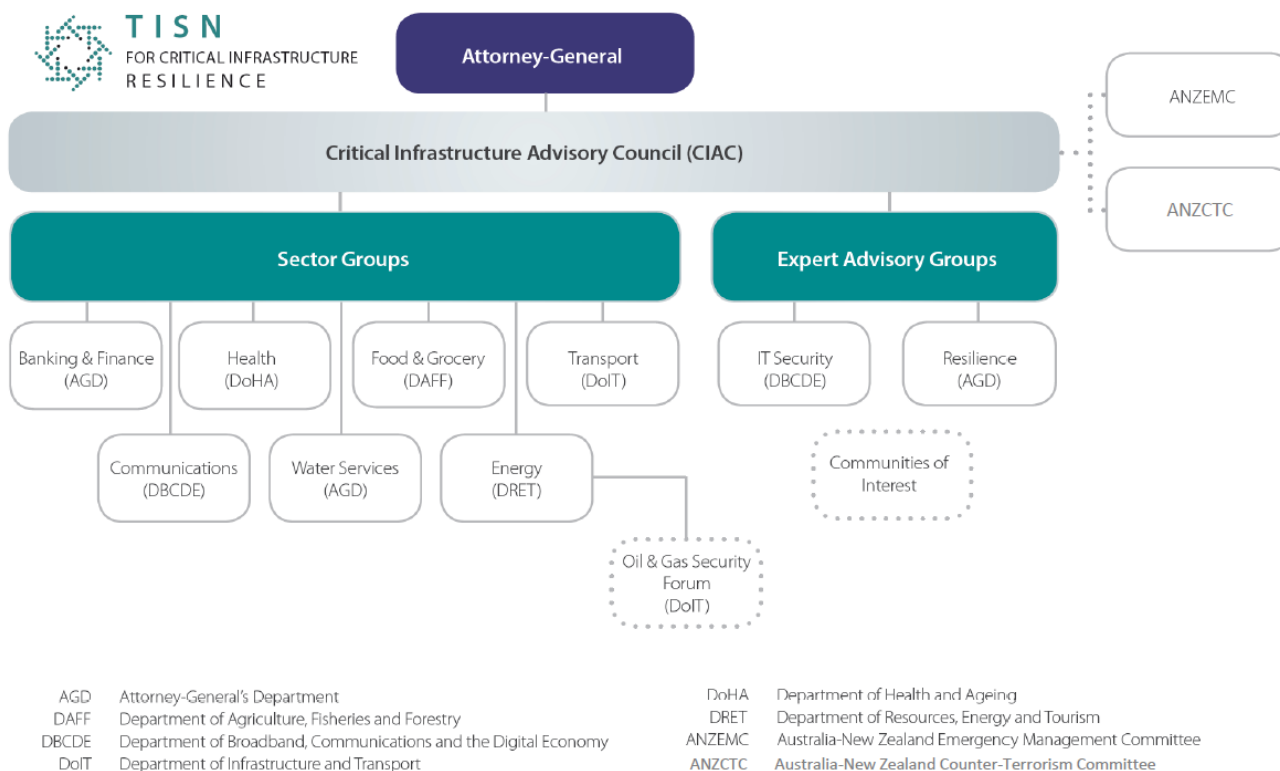 TISN
FOR CRITICAL INFRASTRUCTURE
RESILIENCE
Attorney-General
ANZEMC
Critical Infrastructure Advisory Council (CIAC)
ANZCTC
Sector Groups
Expert Advisory Groups
Banking & Finance
(AGD)
Health
(DoHA)
Food & Grocery
(DAFF)
Transport
(DoIT)
IT Security
(DBCDE)
Resilience
(AGD)
Communications
(DBCDE)
Water Services
(AGD)
Energy
(DRET)
Communities of
Interest
Oil & Gas Security
Forum
(DoIT)
AGD Attorney-General's Department
DAFF Department of Agriculture, Fisheries and Forestry
DBCDE Department of Broadband, Communications and the Digital Economy
DoIT Department of Infrastructure and Transport
DoHA Department of Health and Ageing
DRET Department of Resources, Energy and Tourism
ANZEMC Australia-New Zealand Emergency Management Committee
ANZCTC Australia-New Zealand Counter-Terrorism Committee